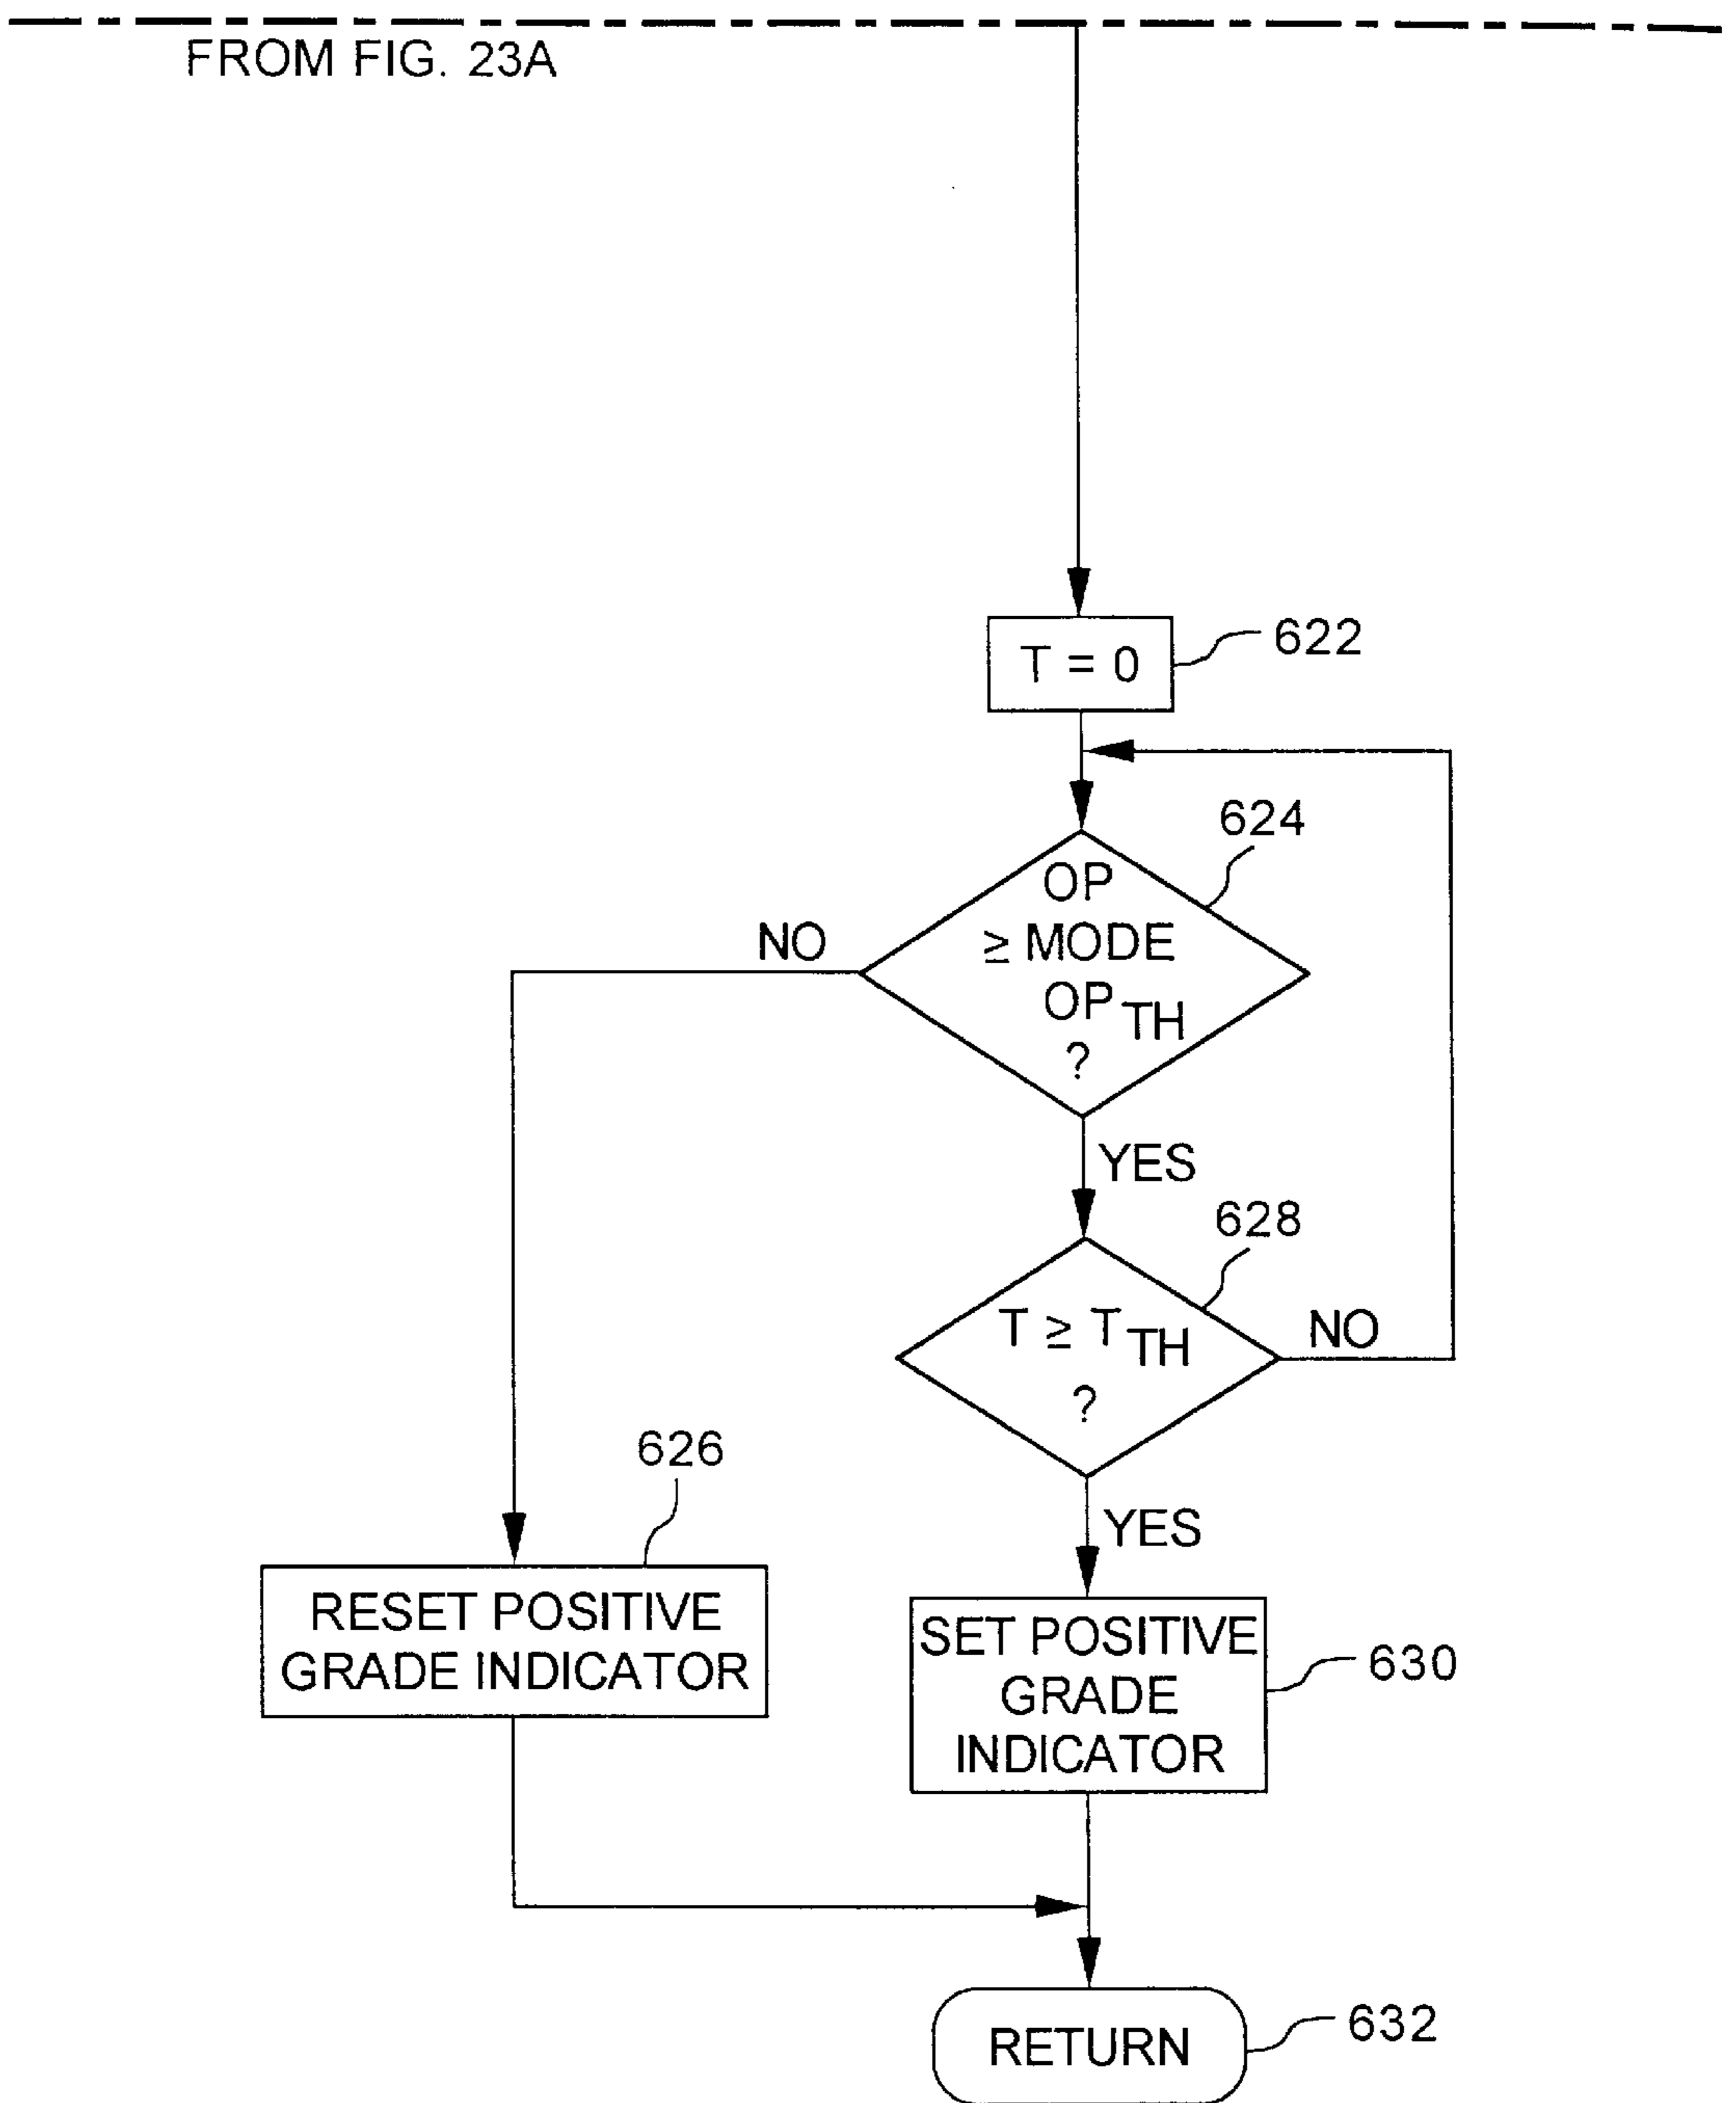 FROM FIG. 23A
T = 0
622
624
OP
≥ MODE
OP TH
?
NO
YES
628
T ≥ T TH
?
NO
626
YES
RESET POSITIVE
GRADE INDICATOR
SET POSITIVE
GRADE
INDICATOR
630
RETURN
632